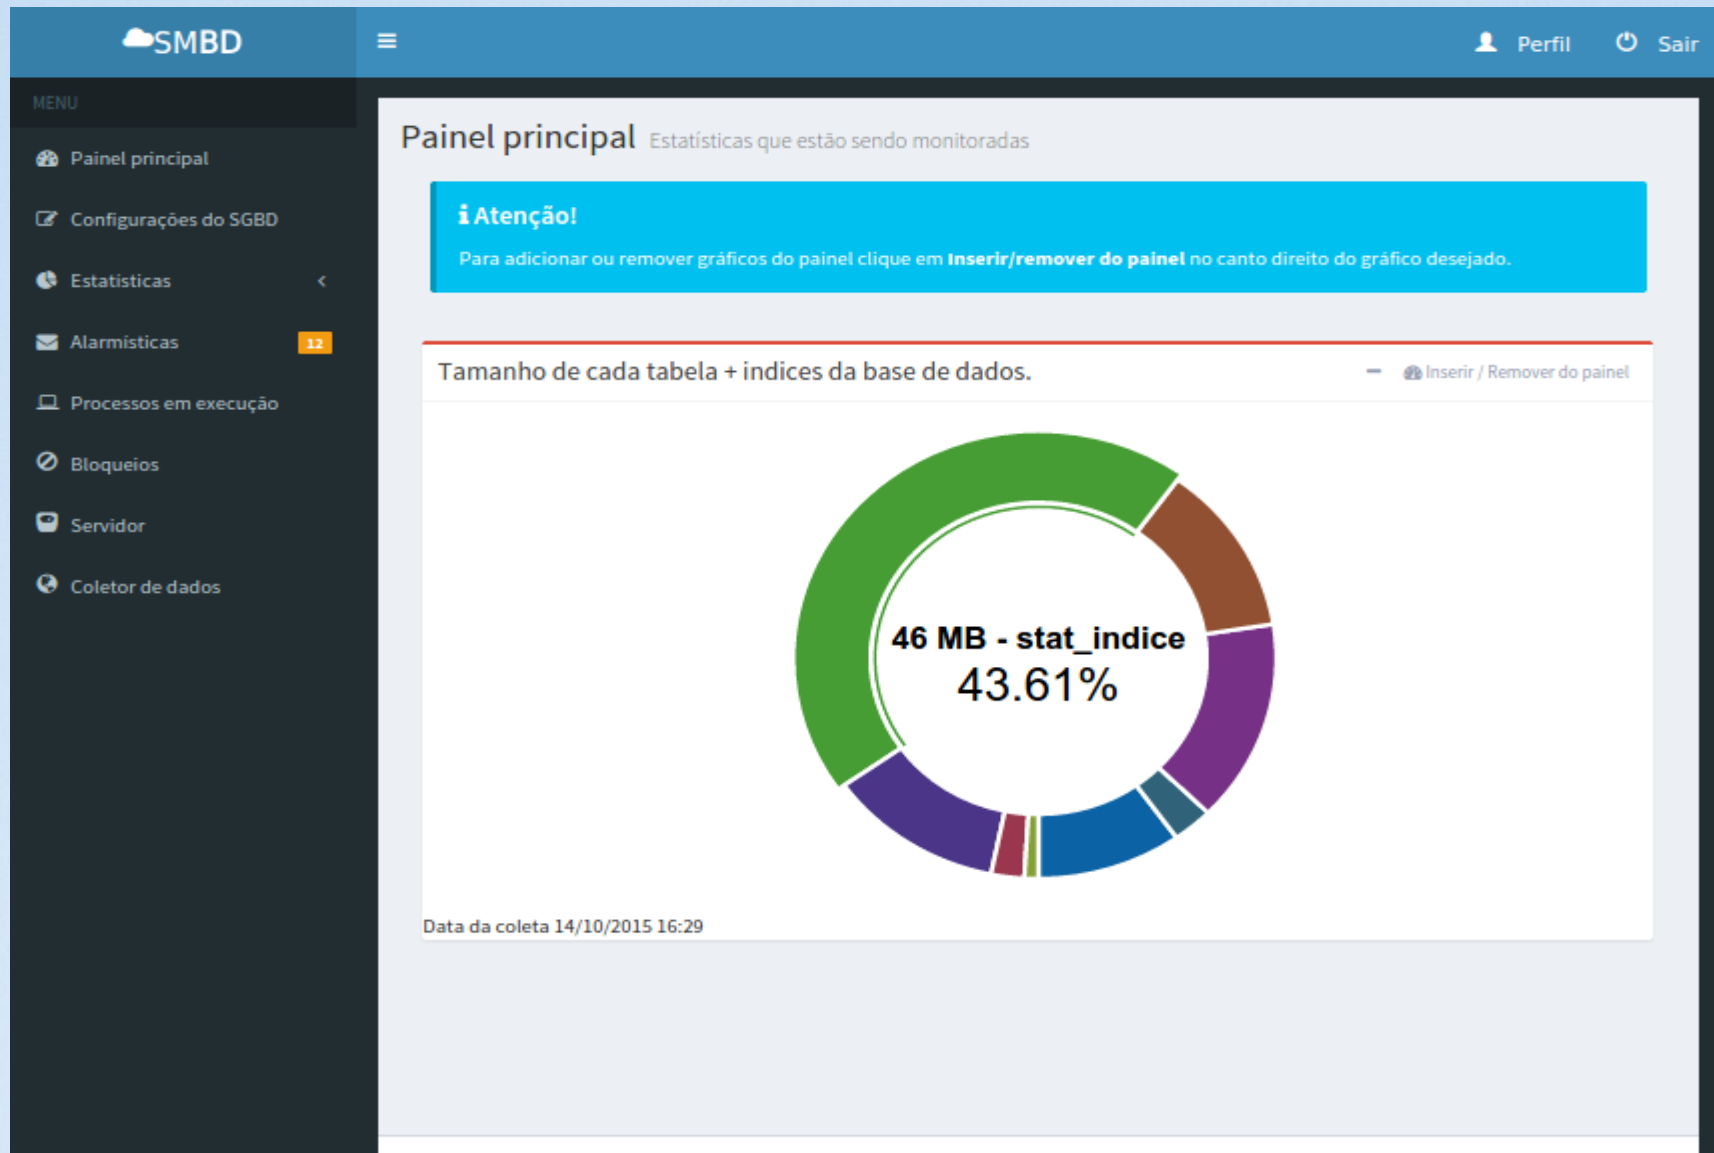 SMBD
Perfil
Sair
MENU
Painel principal
Configurações do SGBD
Estatísticas
Alarmísticas 12
Processos em execução
Bloqueios
Servidor
Coletor de dados
Painel principal Estatísticas que estão sendo monitoradas
Atenção!
Para adicionar ou remover gráficos do painel clique em Inserir/remover do painel no canto direito do gráfico desejado.
Tamanho de cada tabela + indices da base de dados.
Inserir / Remover do painel
46 MB - stat_indice
43.61%
Data da coleta 14/10/2015 16:29